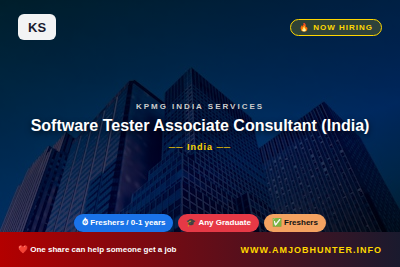 KS
🔥 NOW HIRING
KPMG INDIA SERVICES
Software Tester Associate Consultant (India)
── India ──
⏱ Freshers / 0-1 years
🎓 Any Graduate
✅ Freshers
❤️ One share can help someone get a job
WWW.AMJOBHUNTER.INFO